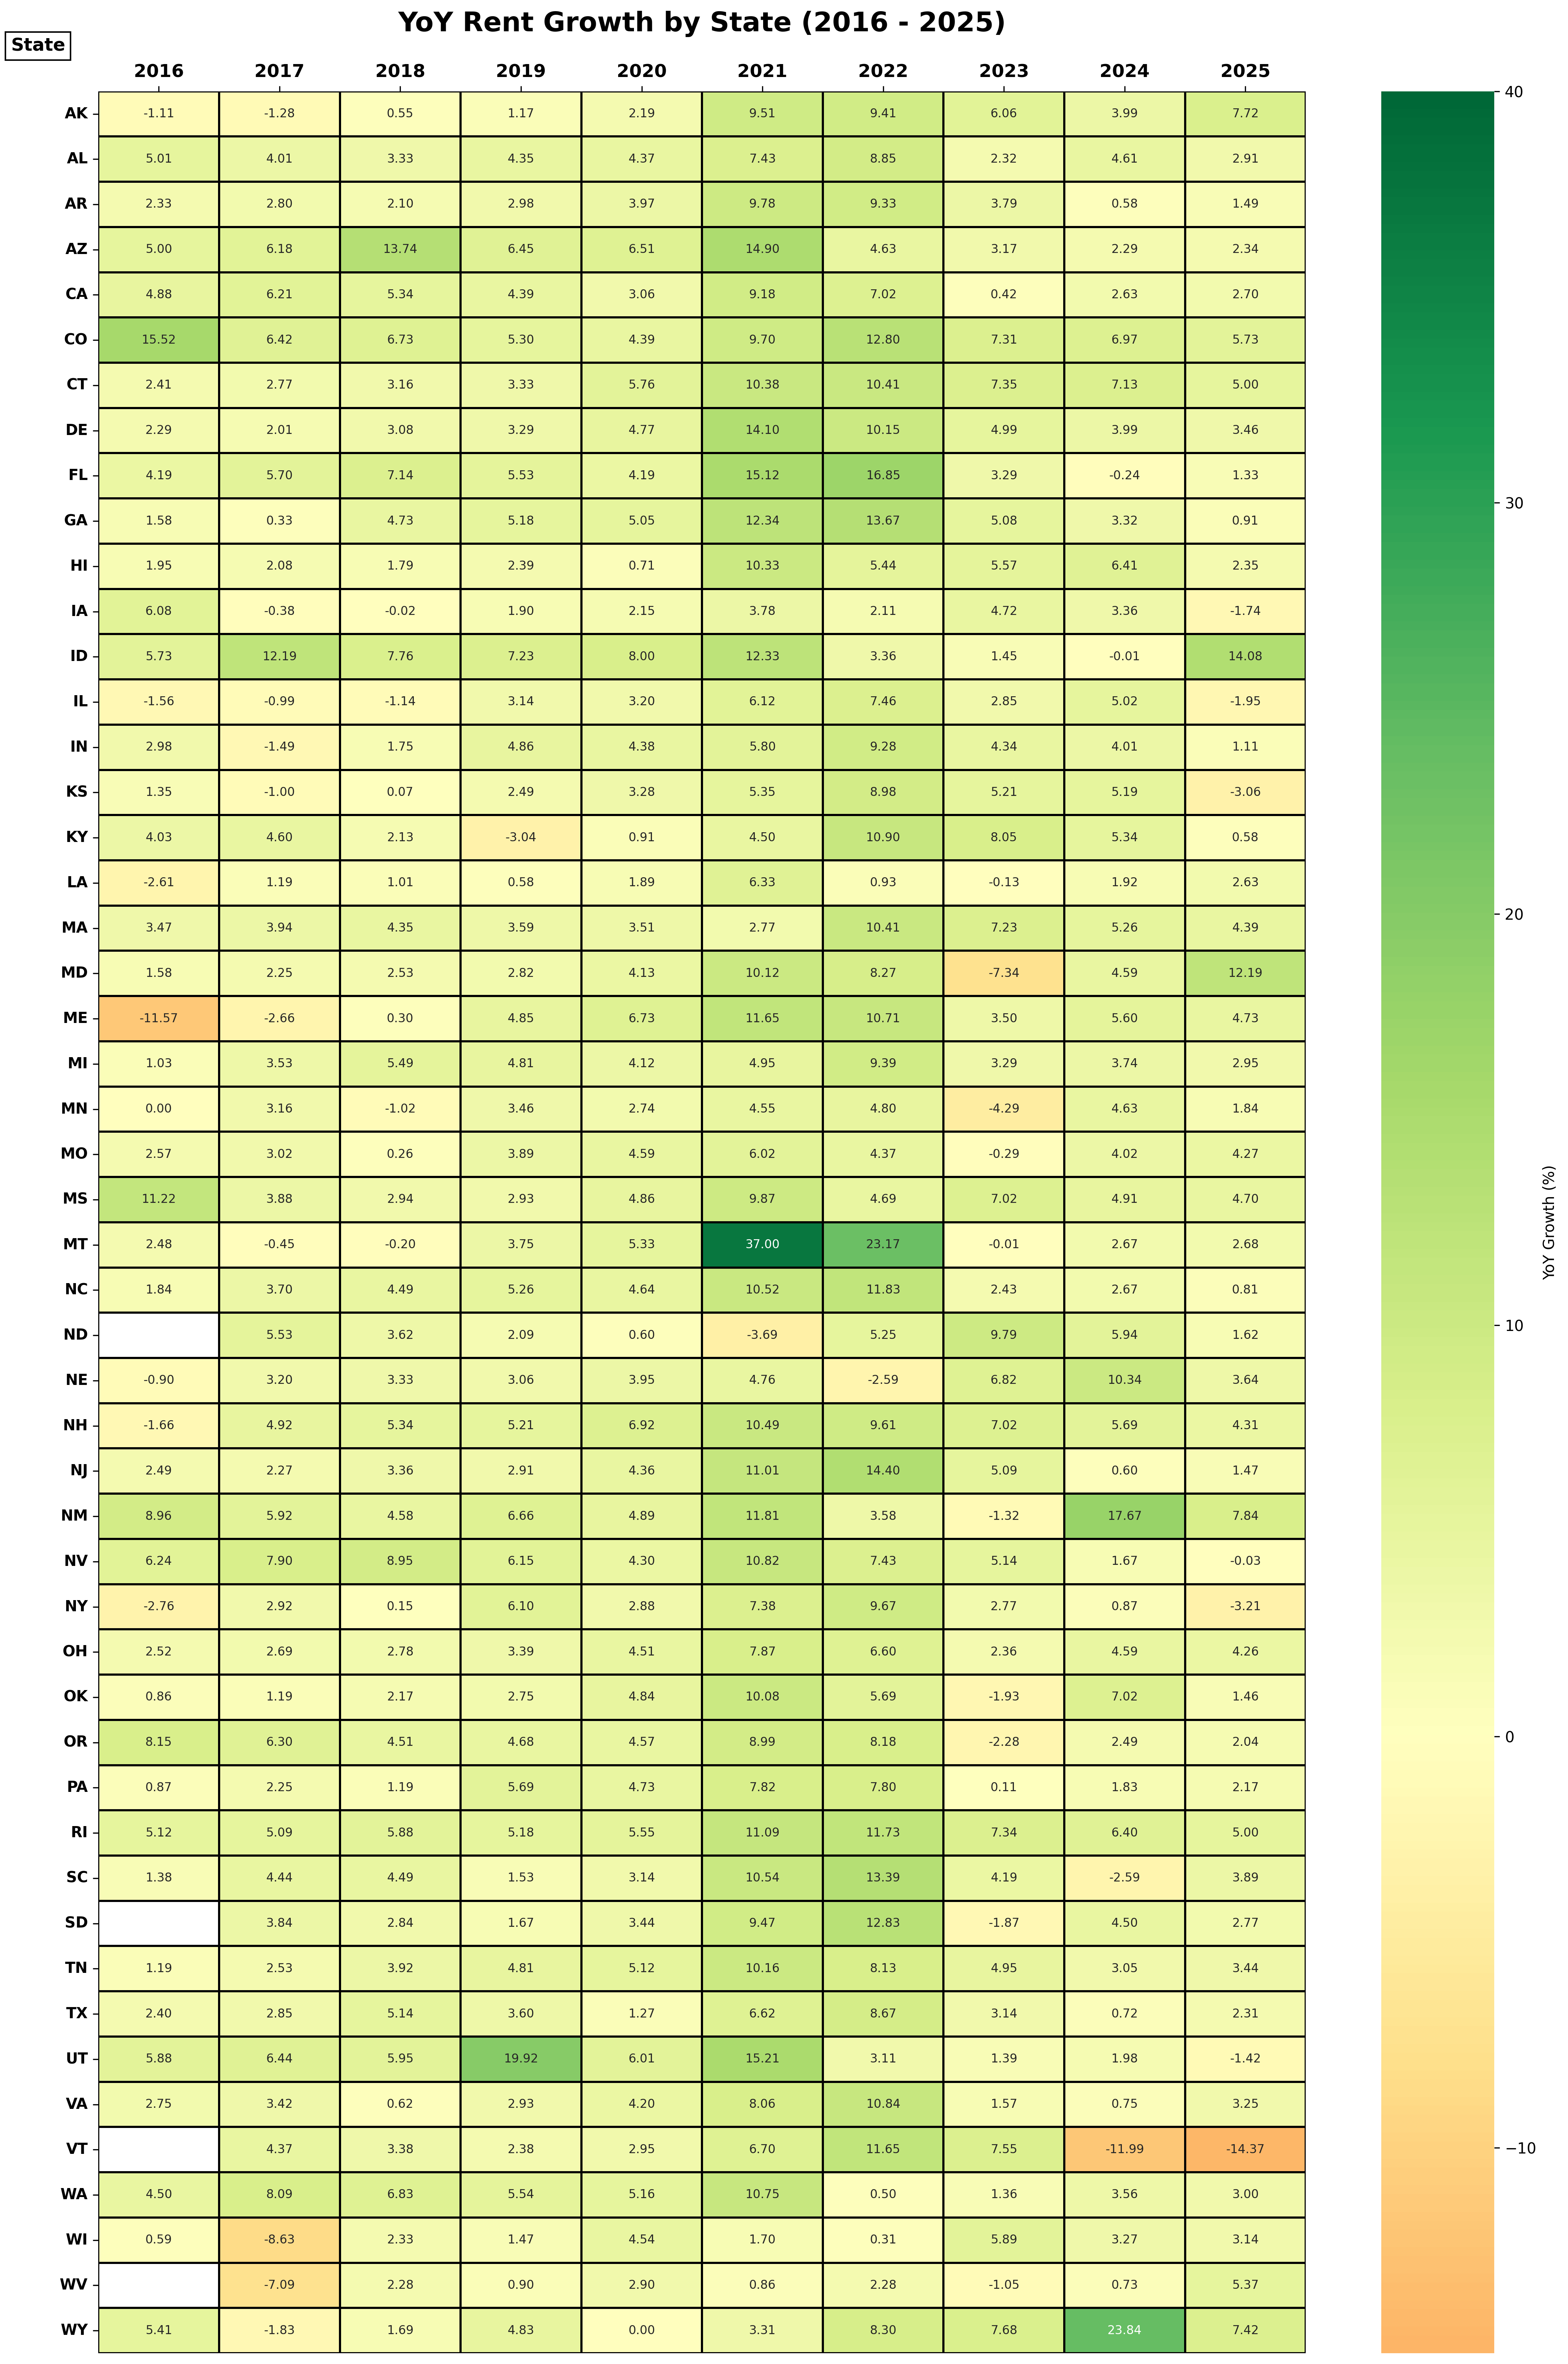 YoY Rent Growth by State (2016 - 2025)
State
2016 2017 2018 2019 2020 2021 2022 2023 2024 2025
AK -1.11 -1.28 0.55 1.17 2.19 9.51 9.41 6.06 3.99 7.72
AL 5.01 4.01 3.33 4.35 4.37 7.43 8.85 2.32 4.61 2.91
AR 2.33 2.80 2.10 2.98 3.97 9.78 9.33 3.79 0.58 1.49
AZ 5.00 6.18 13.74 6.45 6.51 14.90 4.63 3.17 2.29 2.34
CA 4.88 6.21 5.34 4.39 3.06 9.18 7.02 0.42 2.63 2.70
CO 15.52 6.42 6.73 5.30 4.39 9.70 12.80 7.31 6.97 5.73
CT 2.41 2.77 3.16 3.33 5.76 10.38 10.41 7.35 7.13 5.00
DE 2.29 2.01 3.08 3.29 4.77 14.10 10.15 4.99 3.99 3.46
FL 4.19 5.70 7.14 5.53 4.19 15.12 16.85 3.29 -0.24 1.33
GA 1.58 0.33 4.73 5.18 5.05 12.34 13.67 5.08 3.32 0.91
HI 1.95 2.08 1.79 2.39 0.71 10.33 5.44 5.57 6.41 2.35
IA 6.08 -0.38 -0.02 1.90 2.15 3.78 2.11 4.72 3.36 -1.74
ID 5.73 12.19 7.76 7.23 8.00 12.33 3.36 1.45 -0.01 14.08
IL -1.56 -0.99 -1.14 3.14 3.20 6.12 7.46 2.85 5.02 -1.95
IN 2.98 -1.49 1.75 4.86 4.38 5.80 9.28 4.34 4.01 1.11
KS 1.35 -1.00 0.07 2.49 3.28 5.35 8.98 5.21 5.19 -3.06
KY 4.03 4.60 2.13 -3.04 0.91 4.50 10.90 8.05 5.34 0.58
LA -2.61 1.19 1.01 0.58 1.89 6.33 0.93 -0.13 1.92 2.63
MA 3.47 3.94 4.35 3.59 3.51 2.77 10.41 7.23 5.26 4.39
MD 1.58 2.25 2.53 2.82 4.13 10.12 8.27 -7.34 4.59 12.19
ME -11.57 -2.66 0.30 4.85 6.73 11.65 10.71 3.50 5.60 4.73
MI 1.03 3.53 5.49 4.81 4.12 4.95 9.39 3.29 3.74 2.95
MN 0.00 3.16 -1.02 3.46 2.74 4.55 4.80 -4.29 4.63 1.84
MO 2.57 3.02 0.26 3.89 4.59 6.02 4.37 -0.29 4.02 4.27
MS 11.22 3.88 2.94 2.93 4.86 9.87 4.69 7.02 4.91 4.70
MT 2.48 -0.45 -0.20 3.75 5.33 37.00 23.17 -0.01 2.67 2.68
NC 1.84 3.70 4.49 5.26 4.64 10.52 11.83 2.43 2.67 0.81
ND 5.53 3.62 2.09 0.60 -3.69 5.25 9.79 5.94 1.62
NE -0.90 3.20 3.33 3.06 3.95 4.76 -2.59 6.82 10.34 3.64
NH -1.66 4.92 5.34 5.21 6.92 10.49 9.61 7.02 5.69 4.31
NJ 2.49 2.27 3.36 2.91 4.36 11.01 14.40 5.09 0.60 1.47
NM 8.96 5.92 4.58 6.66 4.89 11.81 3.58 -1.32 17.67 7.84
NV 6.24 7.90 8.95 6.15 4.30 10.82 7.43 5.14 1.67 -0.03
NY -2.76 2.92 0.15 6.10 2.88 7.38 9.67 2.77 0.87 -3.21
OH 2.52 2.69 2.78 3.39 4.51 7.87 6.60 2.36 4.59 4.26
OK 0.86 1.19 2.17 2.75 4.84 10.08 5.69 -1.93 7.02 1.46
OR 8.15 6.30 4.51 4.68 4.57 8.99 8.18 -2.28 2.49 2.04
PA 0.87 2.25 1.19 5.69 4.73 7.82 7.80 0.11 1.83 2.17
RI 5.12 5.09 5.88 5.18 5.55 11.09 11.73 7.34 6.40 5.00
SC 1.38 4.44 4.49 1.53 3.14 10.54 13.39 4.19 -2.59 3.89
SD 3.84 2.84 1.67 3.44 9.47 12.83 -1.87 4.50 2.77
TN 1.19 2.53 3.92 4.81 5.12 10.16 8.13 4.95 3.05 3.44
TX 2.40 2.85 5.14 3.60 1.27 6.62 8.67 3.14 0.72 2.31
UT 5.88 6.44 5.95 19.92 6.01 15.21 3.11 1.39 1.98 -1.42
VA 2.75 3.42 0.62 2.93 4.20 8.06 10.84 1.57 0.75 3.25
VT 4.37 3.38 2.38 2.95 6.70 11.65 7.55 -11.99 -14.37
WA 4.50 8.09 6.83 5.54 5.16 10.75 0.50 1.36 3.56 3.00
WI 0.59 -8.63 2.33 1.47 4.54 1.70 0.31 5.89 3.27 3.14
WV -7.09 2.28 0.90 2.90 0.86 2.28 -1.05 0.73 5.37
WY 5.41 -1.83 1.69 4.83 0.00 3.31 8.30 7.68 23.84 7.42
40
30
20
10
0
−10
YoY Growth (%)